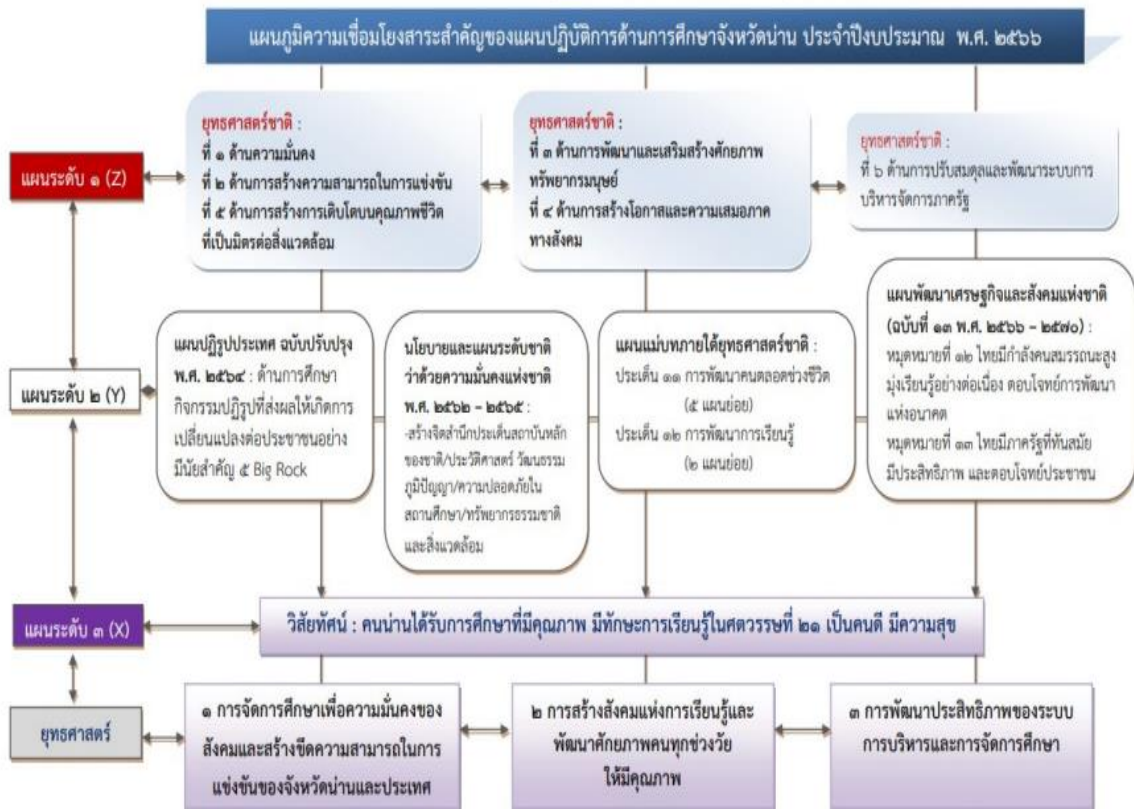 แผนภูมิความเชื่อมโยงสาระสำคัญของแผนปฏิบัติการด้านการศึกษาจังหวัดน่าน ประจำปีงบประมาณ พ.ศ. ๒๕๖๖
แผนระดับ ๑ (Z)
ยุทธศาสตร์ชาติ :
ที่ ๑ ด้านความมั่นคง
ที่ ๒ ด้านการสร้างความสามารถในการแข่งขัน
ที่ ๕ ด้านการสร้างการเติบโตบนคุณภาพชีวิต
ที่เป็นมิตรต่อสิ่งแวดล้อม
ยุทธศาสตร์ชาติ :
ที่ ๓ ด้านการพัฒนาและเสริมสร้างศักยภาพ
ทรัพยากรมนุษย์
ที่ ๔ ด้านการสร้างโอกาสและความเสมอภาค
ทางสังคม
ยุทธศาสตร์ชาติ :
ที่ ๖ ด้านการปรับสมดุลและพัฒนาระบบการ
บริหารจัดการภาครัฐ
แผนระดับ ๒ (Y)
แผนปฏิรูปประเทศ ฉบับปรับปรุง
พ.ศ. ๒๕๖๔ : ด้านการศึกษา
กิจกรรมปฏิรูปที่ส่งผลให้เกิดการ
เปลี่ยนแปลงต่อประชาชนอย่าง
มีนัยสำคัญ ๕ Big Rock
นโยบายและแผนระดับชาติ
ว่าด้วยความมั่นคงแห่งชาติ
พ.ศ. ๒๕๖๒ – ๒๕๖๕ :
-สร้างจิตสำนึกประเด็นสถาบันหลัก
ของชาติ/ประวัติศาสตร์ วัฒนธรรม
ภูมิปัญญา/ความปลอดภัยใน
สถานศึกษา/ทรัพยากรธรรมชาติ
และสิ่งแวดล้อม
แผนแม่บทภายใต้ยุทธศาสตร์ชาติ :
ประเด็น ๑๑ การพัฒนาคนตลอดช่วงชีวิต
(๕ แผนย่อย)
ประเด็น ๑๒ การพัฒนาการเรียนรู้
(๒ แผนย่อย)
แผนพัฒนาเศรษฐกิจและสังคมแห่งชาติ
(ฉบับที่ ๑๓ พ.ศ. ๒๕๖๖ – ๒๕๗๐) :
หมุดหมายที่ ๑๒ ไทยมีกำลังคนสมรรถนะสูง
มุ่งเรียนรู้อย่างต่อเนื่อง ตอบโจทย์การพัฒนา
แห่งอนาคต
หมุดหมายที่ ๑๓ ไทยมีภาครัฐที่ทันสมัย
มีประสิทธิภาพ และตอบโจทย์ประชาชน
แผนระดับ ๓ (X)
วิสัยทัศน์ : คนน่านได้รับการศึกษาที่มีคุณภาพ มีทักษะการเรียนรู้ในศตวรรษที่ ๒๑ เป็นคนดี มีความสุข
ยุทธศาสตร์
๑ การจัดการศึกษาเพื่อความมั่นคงของ
สังคมและสร้างขีดความสามารถในการ
แข่งขันของจังหวัดน่านและประเทศ
๒ การสร้างสังคมแห่งการเรียนรู้และ
พัฒนาศักยภาพคนทุกช่วงวัย
ให้มีคุณภาพ
๓ การพัฒนาประสิทธิภาพของระบบ
การบริหารและการจัดการศึกษา